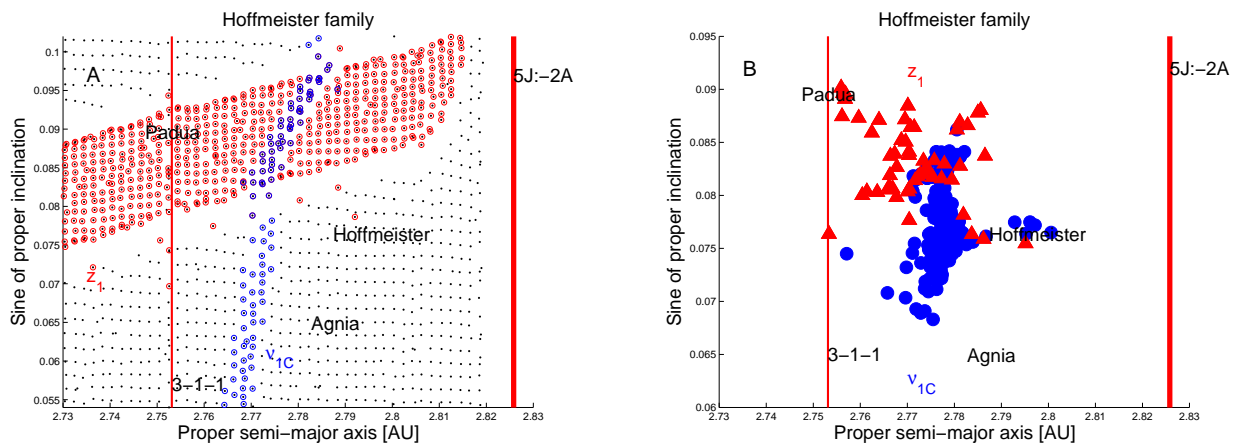 Hoffmeister family
Sine of proper inclination
0.1
0.095
0.09
0.085
0.08
0.075
0.07
0.065
0.06
0.055
A
5J:−2A
Padua
Hoffmeister
z1
Agnia
ν1C
3−1−1
2.73 2.74 2.75 2.76 2.77 2.78 2.79 2.8 2.81 2.82 2.83
Proper semi−major axis [AU]
Hoffmeister family
Sine of proper inclination
0.095
0.09
0.085
0.08
0.075
0.07
0.065
0.06
B
z1
5J:−2A
Padua
Hoffmeister
3−1−1
Agnia
ν1C
2.73 2.74 2.75 2.76 2.77 2.78 2.79 2.8 2.81 2.82 2.83
Proper semi−major axis [AU]